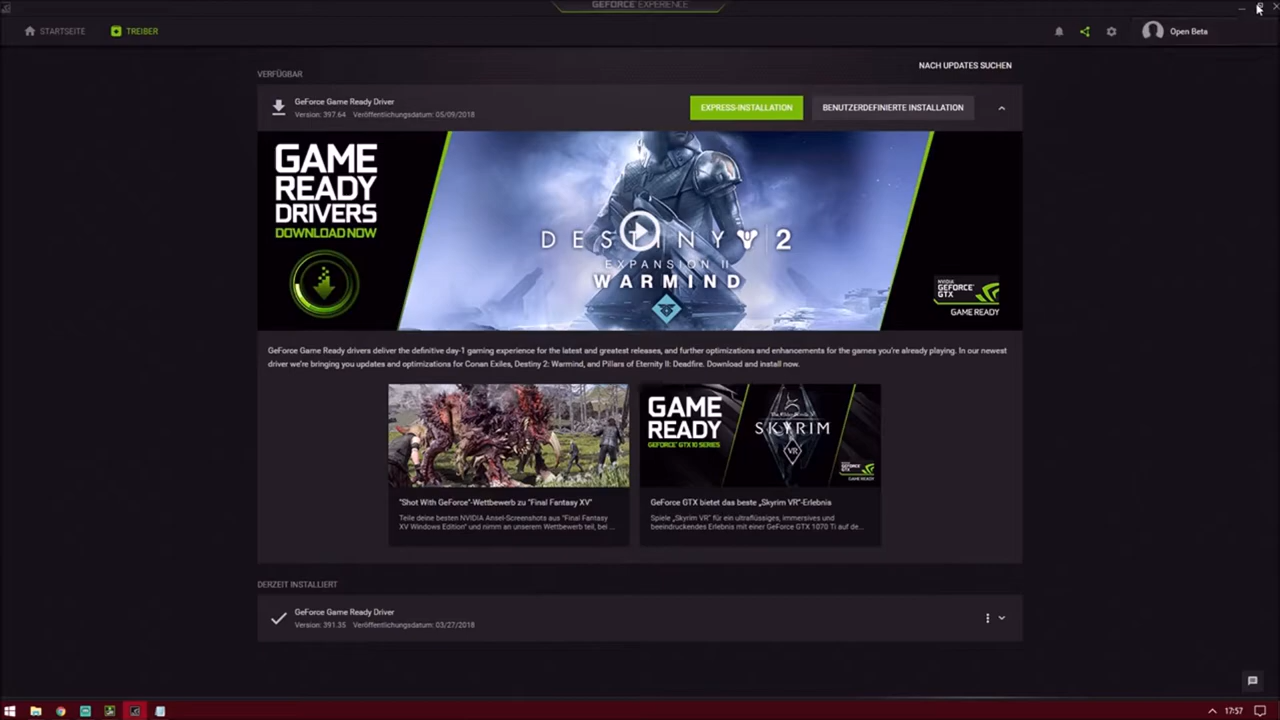 GEFORCE EXPERIENCE
STARTSEITE
TREIBER
Open Beta
NACH UPDATES SUCHEN
VERFÜGBAR
GeForce Game Ready Driver
Version: 397.64 Veröffentlichungsdatum: 05/09/2018
EXPRESS-INSTALLATION
BENUTZERDEFINIERTE INSTALLATION
GAME
READY
DRIVERS
DOWNLOAD NOW
DESTINY 2
EXPANSION II
WARMIND
NVIDIA
GEFORCE
GTX
GAME READY
GeForce Game Ready drivers deliver the definitive day-1 gaming experience for the latest and greatest releases, and further optimizations and enhancements for the games you're already playing. In our newest
driver we're bringing you updates and optimizations for Conan Exiles, Destiny 2: Warmind, and Pillars of Eternity II: Deadfire. Download and install now.
"Shot With GeForce"-Wettbewerb zu "Final Fantasy XV"
Teile deine besten NVIDIA Ansel-Screenshots aus "Final Fantasy
XV Windows Edition" und nimm an unserem Wettbewerb teil, bei ...
GAME
READY
GEFORCE GTX 10 SERIES
The Elder Scrolls V
SKYRIM
VR
GEFORCE
GTX
GAME READY
GeForce GTX bietet das beste „Skyrim VR"-Erlebnis
Spiele „Skyrim VR" für ein ultraflüssiges, immersives und
beeindruckendes Erlebnis mit einer GeForce GTX 1070 Ti auf de...
DERZEIT INSTALLIERT
GeForce Game Ready Driver
Version: 391.35 Veröffentlichungsdatum: 03/27/2018
17:57